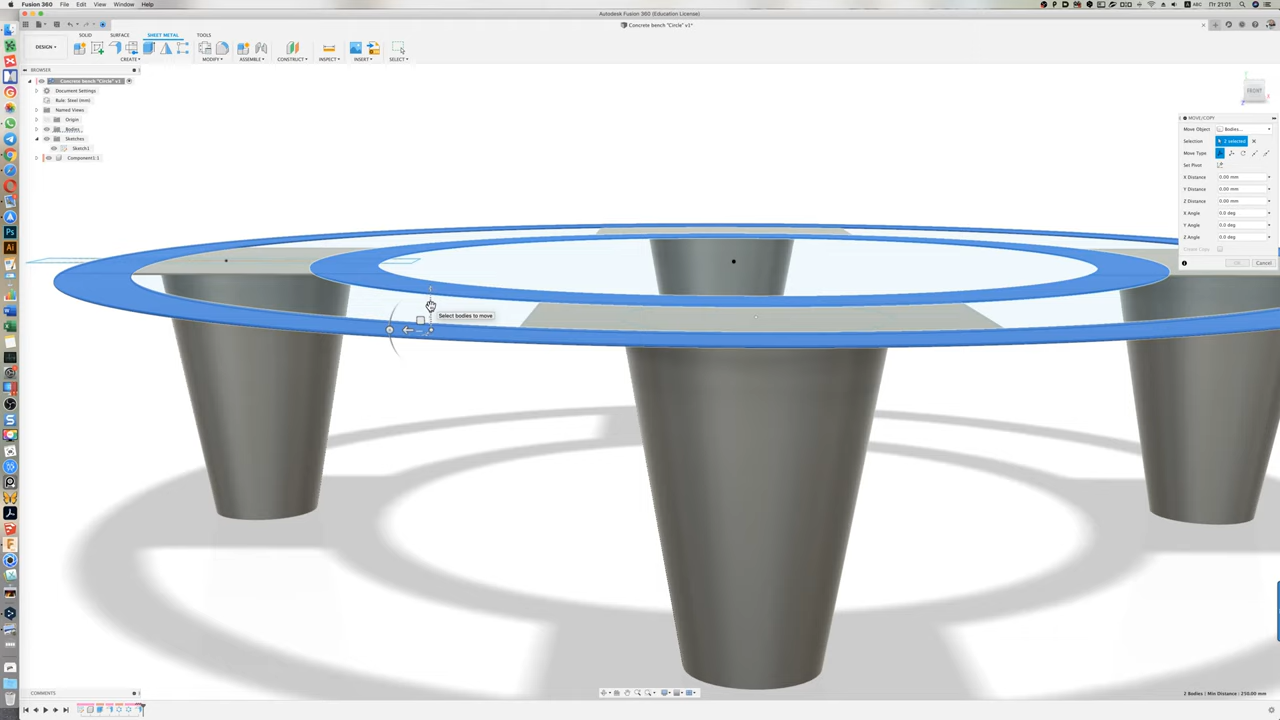 Fusion 360 File Edit View Window Help
ABC Пт 21:01
Autodesk Fusion 360 (Education License)
Concrete bench "Circle" v1*
DESIGN
SOLID SURFACE SHEET METAL TOOLS
CREATE MODIFY ASSEMBLE CONSTRUCT INSPECT INSERT SELECT
BROWSER
Concrete bench "Circle" v1
Document Settings
Rule: Steel (mm)
Named Views
Origin
Bodies
Sketches
Sketch1
Component1:1
FRONT
MOVE/COPY
Move Object Bodies...
Selection 2 selected
Move Type
Set Pivot
X Distance 0.00 mm
Y Distance 0.00 mm
Z Distance 0.00 mm
X Angle 0.0 deg
Y Angle 0.0 deg
Z Angle 0.0 deg
Create Copy
OK Cancel
Select bodies to move
COMMENTS
2 Bodies | Min Distance : 250.00 mm